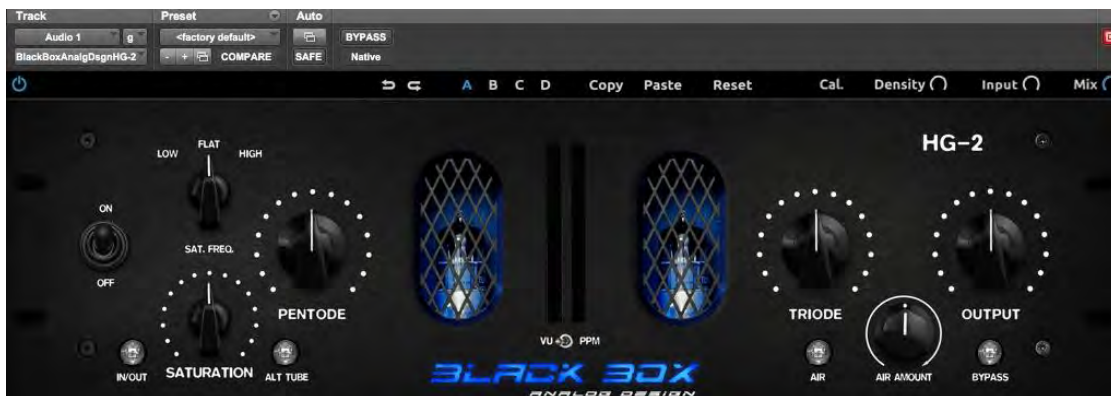 Track Preset Auto
Audio 1 g <factory default> BYPASS
BlackBoxAnalgDsgnHG-2 - + COMPARE SAFE Native
A B C D Copy Paste Reset Cal. Density Input Mix
HG-2
LOW FLAT HIGH
ON
SAT. FREQ.
OFF
PENTODE TRIODE OUTPUT
VU PPM
IN/OUT SATURATION ALT TUBE AIR AIR AMOUNT BYPASS
BLACK BOX
ANALOG DESIGN